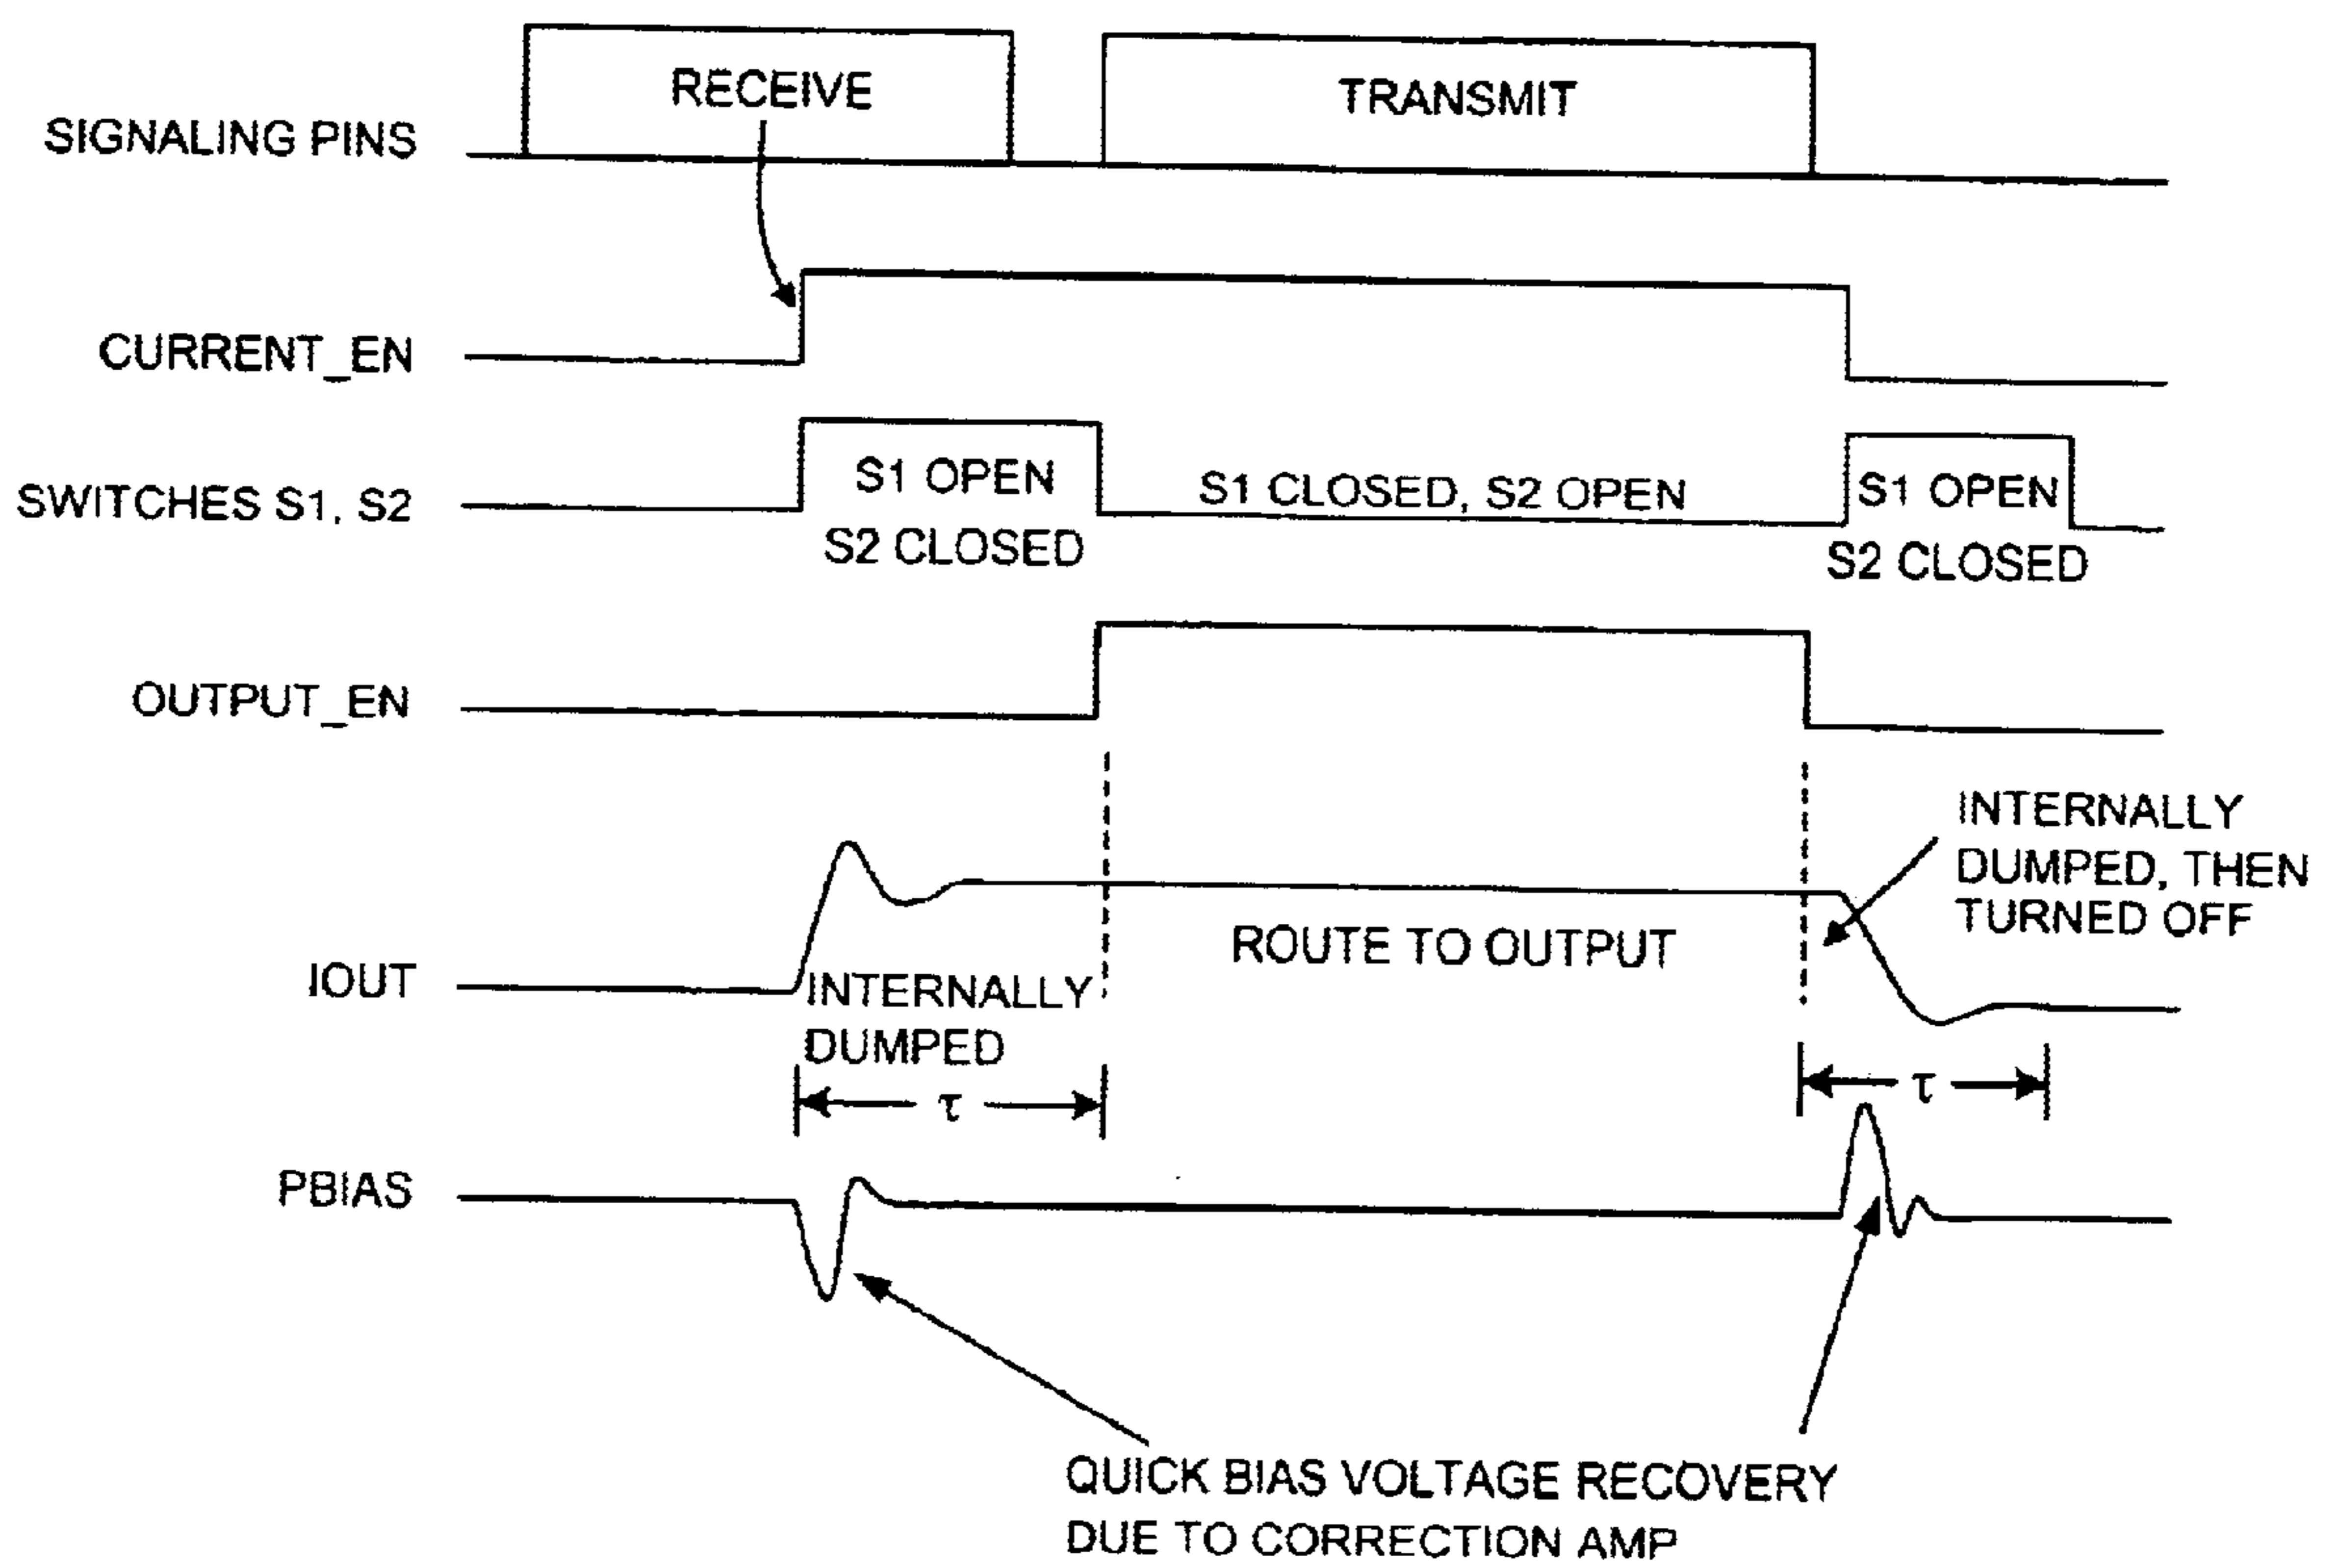 RECEIVE
TRANSMIT
SIGNALING PINS
CURRENT_EN
SWITCHES S1, S2
S1 OPEN
S2 CLOSED
S1 CLOSED, S2 OPEN
S1 OPEN
S2 CLOSED
OUTPUT_EN
INTERNALLY
DUMPED, THEN
TURNED OFF
ROUTE TO OUTPUT
IOUT
INTERNALLY
DUMPED
τ
τ
PBIAS
QUICK BIAS VOLTAGE RECOVERY
DUE TO CORRECTION AMP